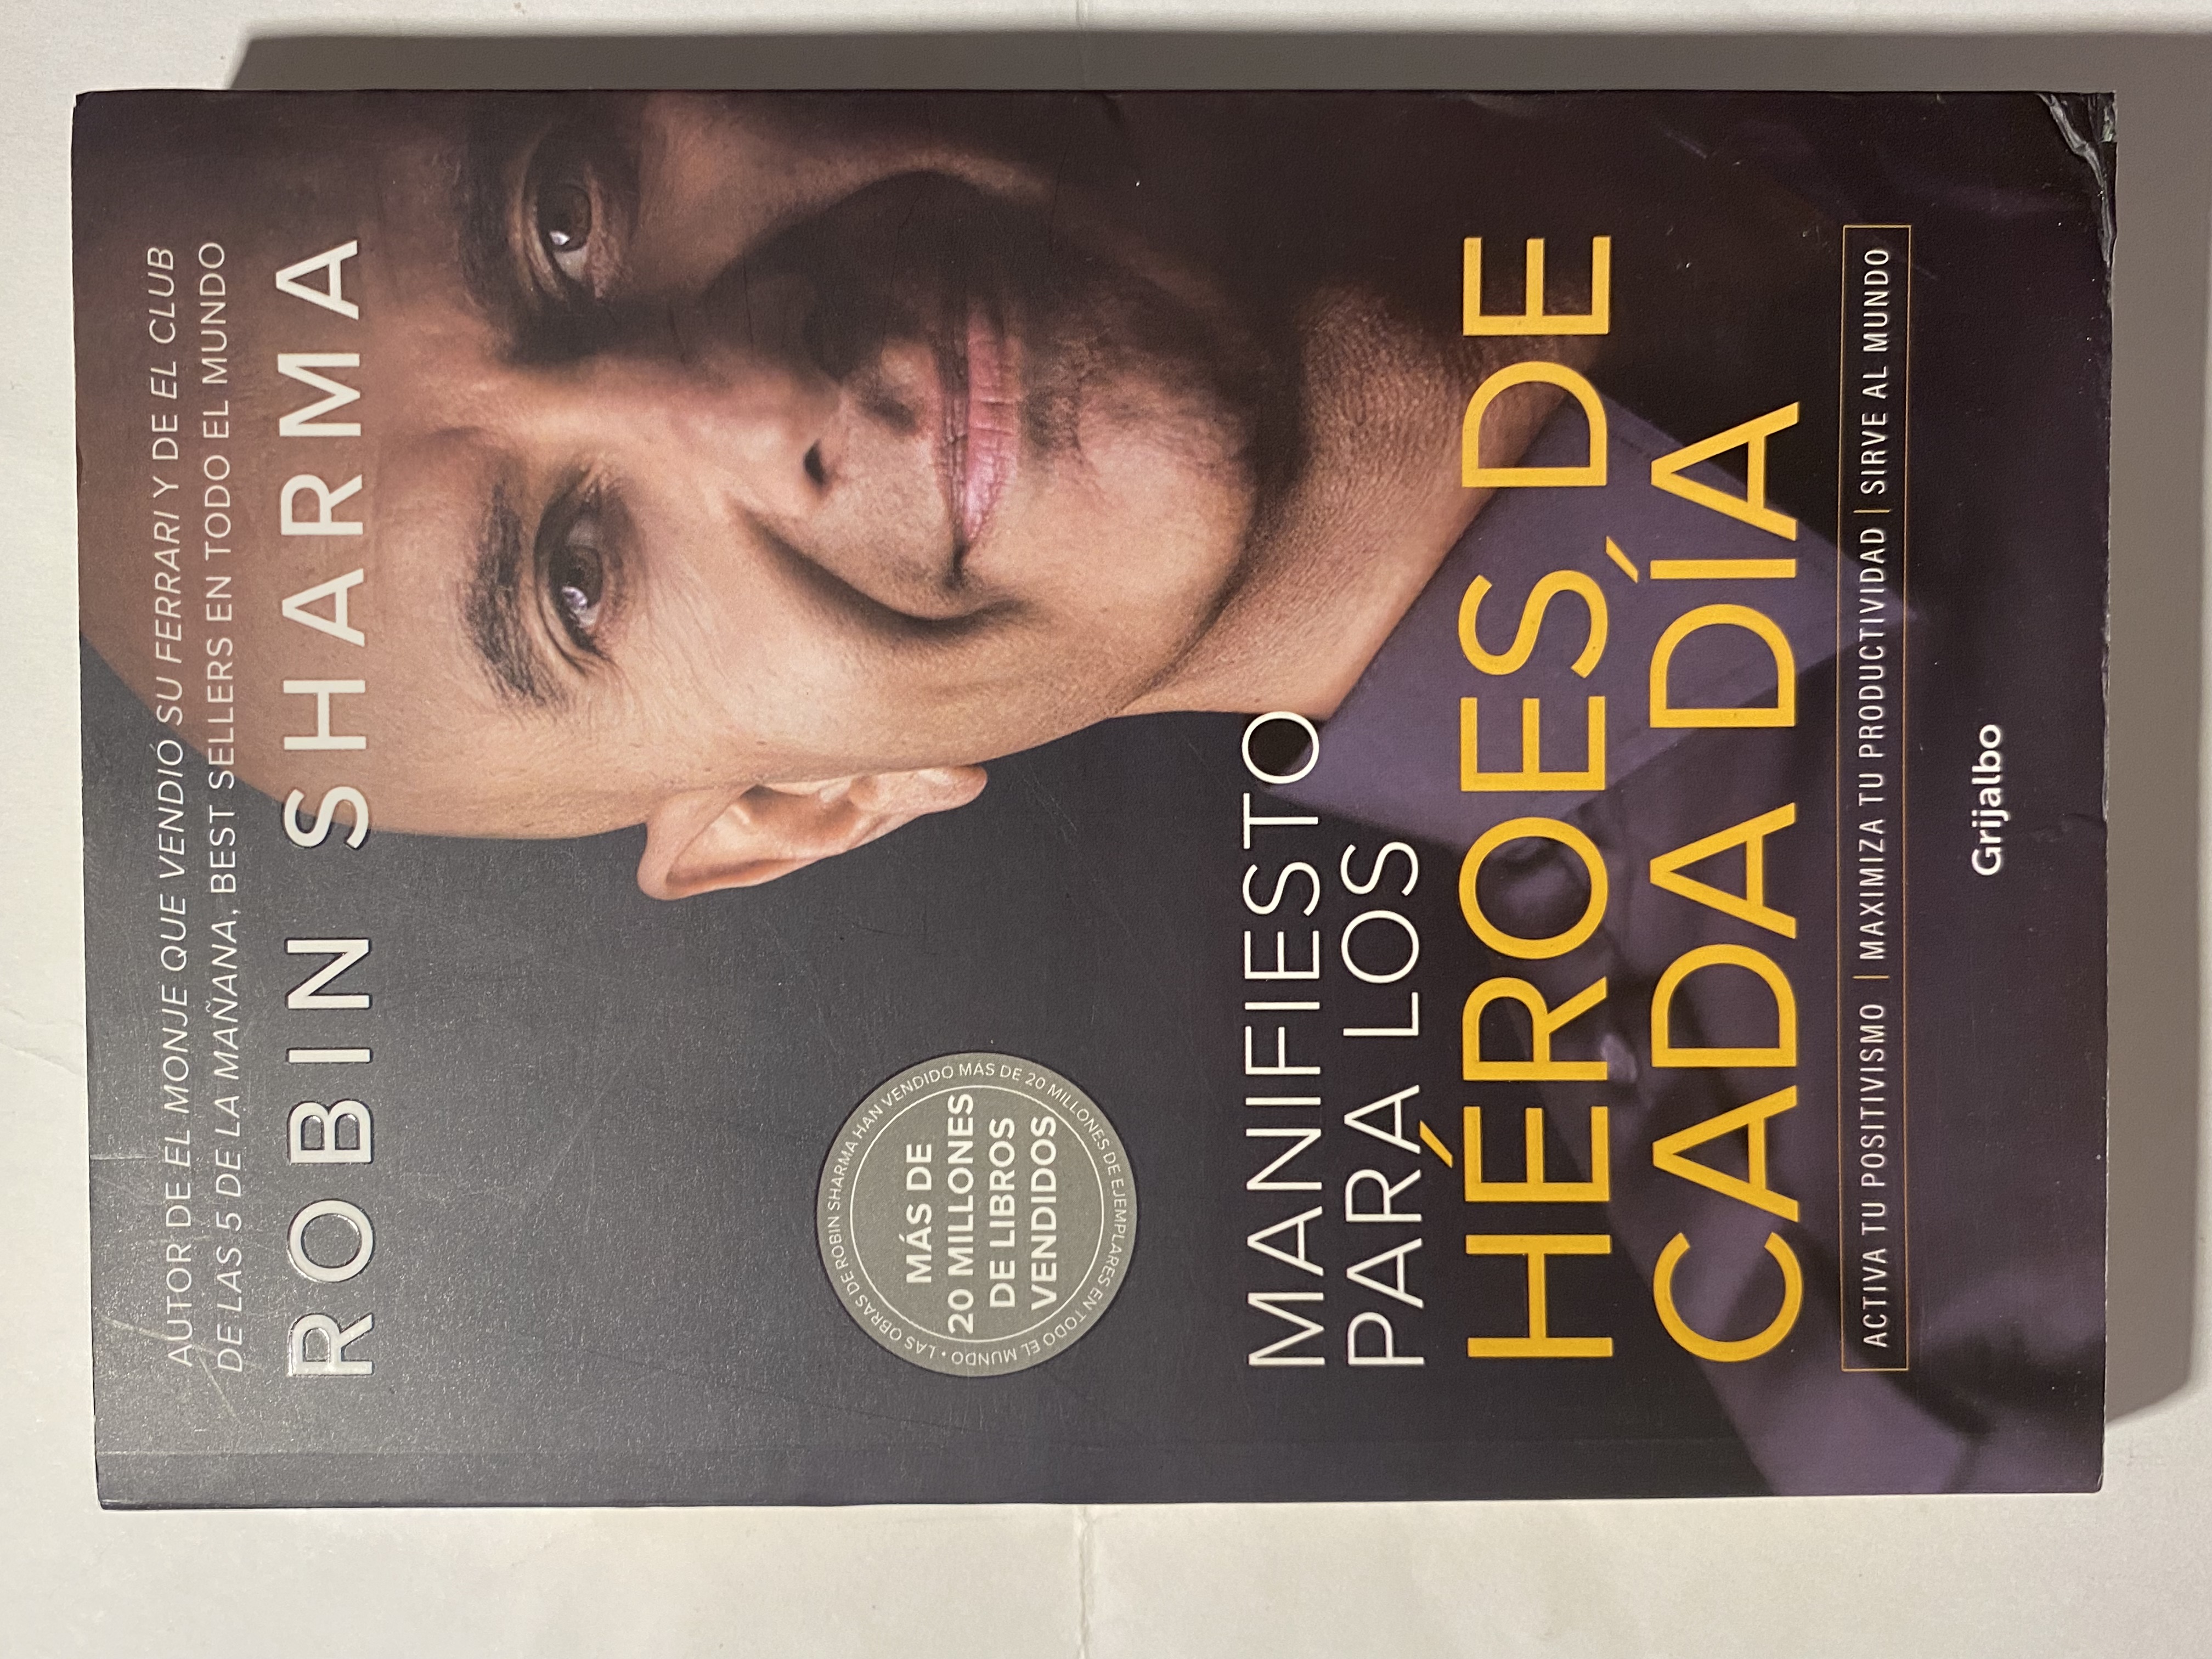 AUTOR DE EL MONJE QUE VENDIÓ SU FERRARI Y DE EL CLUB
DE LAS 5 DE LA MAÑANA, BEST SELLERS EN TODO EL MUNDO
ROBIN SHARMA
LAS OBRAS DE ROBIN SHARMA HAN VENDIDO MÁS DE 20 MILLONES DE EJEMPLARES EN TODO EL MUNDO •
MÁS DE
20 MILLONES
DE LIBROS
VENDIDOS
MANIFIESTO
PARA LOS
HÉROES DE
CADA DÍA
ACTIVA TU POSITIVISMO | MAXIMIZA TU PRODUCTIVIDAD | SIRVE AL MUNDO
Grijalbo